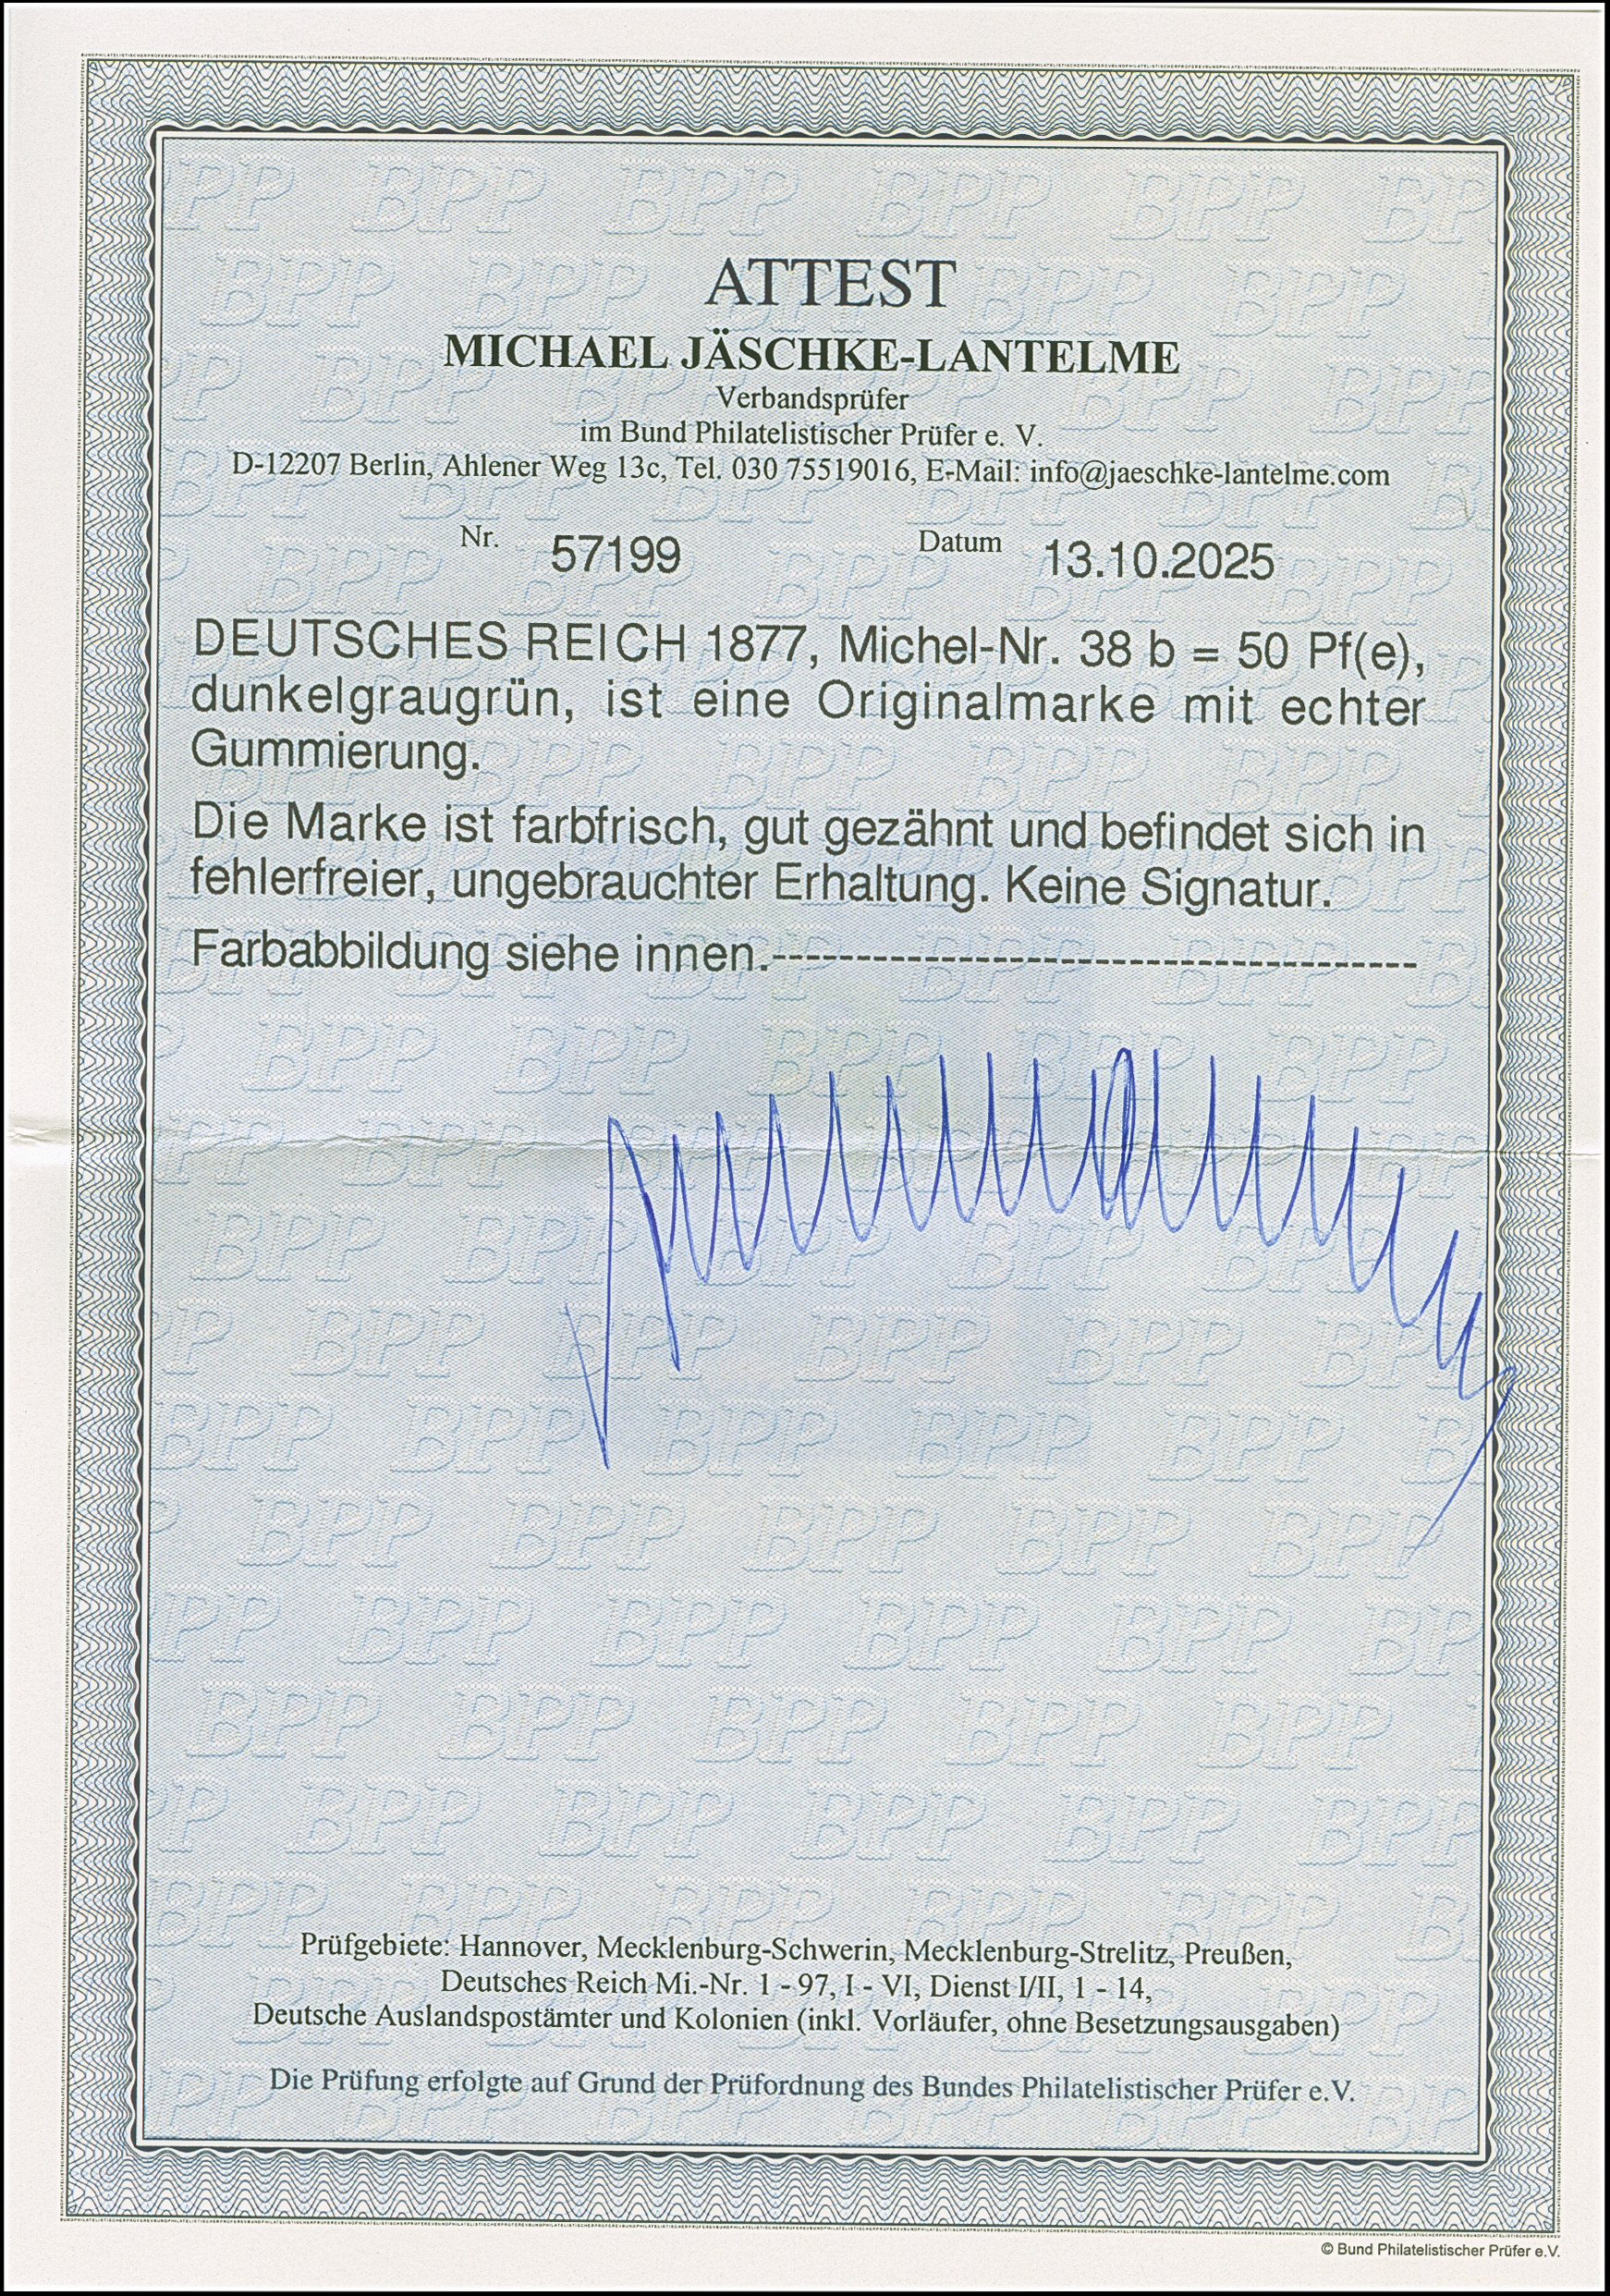 ATTEST
MICHAEL JÄSCHKE-LANTELME
Verbandsprüfer
im Bund Philatelistischer Prüfer e. V.
D-12207 Berlin, Ahlener Weg 13c, Tel. 030 75519016, E-Mail: info@jaeschke-lantelme.com
Nr. 57199 Datum 13.10.2025
DEUTSCHES REICH 1877, Michel-Nr. 38 b = 50 Pf(e),
dunkelgraugrün, ist eine Originalmarke mit echter
Gummierung.
Die Marke ist farbfrisch, gut gezähnt und befindet sich in
fehlerfreier, ungebrauchter Erhaltung. Keine Signatur.
Farbabbildung siehe innen.----------------------------------------------
Prüfgebiete: Hannover, Mecklenburg-Schwerin, Mecklenburg-Strelitz, Preußen,
Deutsches Reich Mi.-Nr. 1 - 97, I - VI, Dienst I/II, 1 - 14,
Deutsche Auslandspostämter und Kolonien (inkl. Vorläufer, ohne Besetzungsausgaben)
Die Prüfung erfolgte auf Grund der Prüfordnung des Bundes Philatelistischer Prüfer e.V.
© Bund Philatelistischer Prüfer e.V.